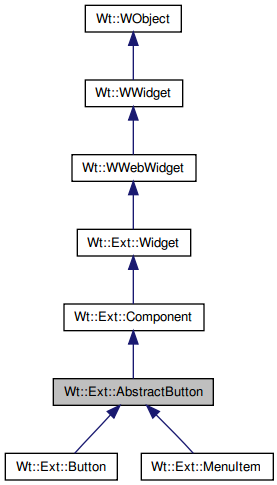 Wt::WObject
Wt::WWidget
Wt::WWebWidget
Wt::Ext::Widget
Wt::Ext::Component
Wt::Ext::AbstractButton
Wt::Ext::Button
Wt::Ext::MenuItem